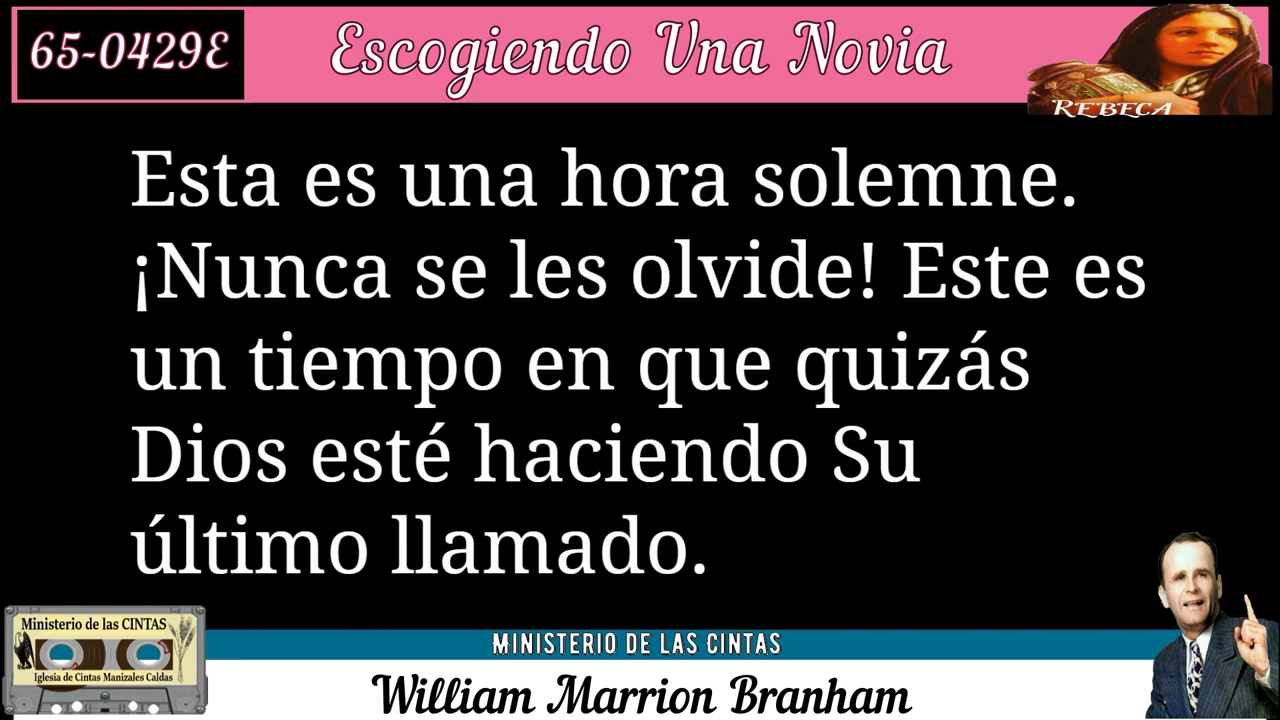 65-0429E
Escogiendo Una Novia
REBECA
Esta es una hora solemne.
¡Nunca se les olvide! Este es
un tiempo en que quizás
Dios esté haciendo Su
último llamado.
Ministerio de las CINTAS
Iglesia de Cintas Manizales Caldas
MINISTERIO DE LAS CINTAS
William Marrion Branham